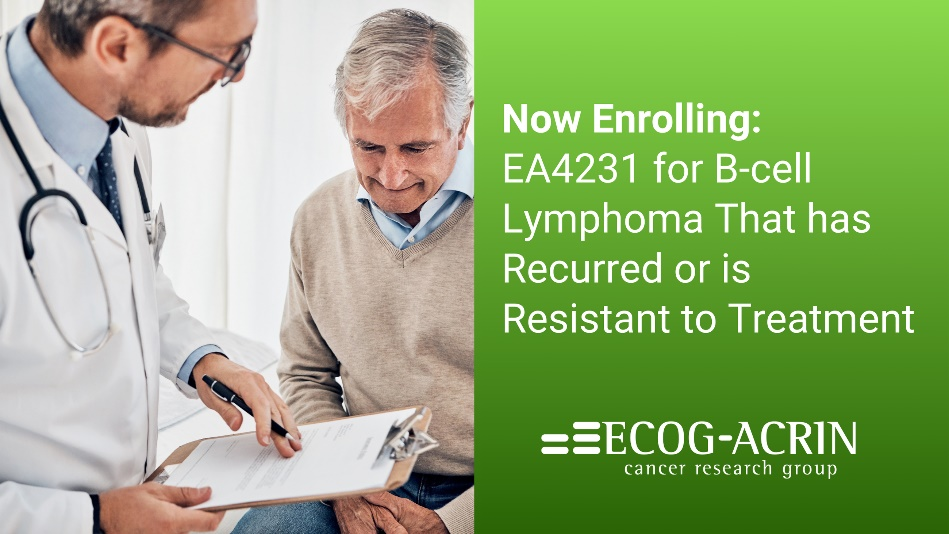 Now Enrolling:
EA4231 for B-cell
Lymphoma That has
Recurred or is
Resistant to Treatment
ECOG-ACRIN
cancer research group